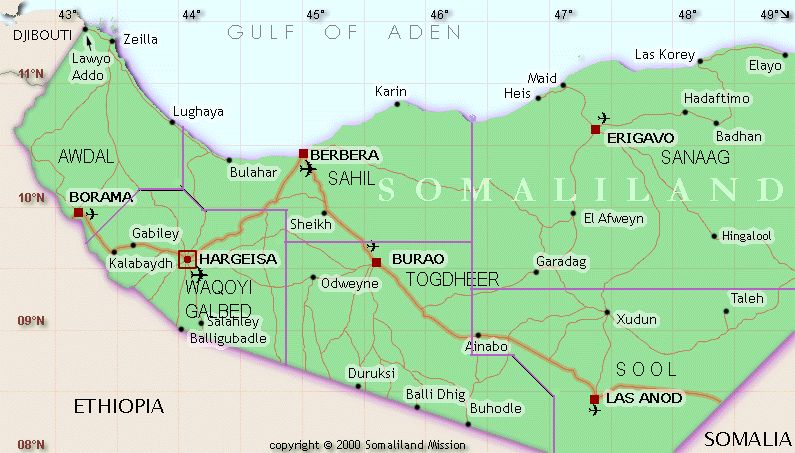 43° 44° 45° 46° 47° 48° 49°
DJIBOUTI
Zeilla
GULF OF ADEN
Lawyo
Addo
Las Korey
Elayo
11°N
Maid
Karin
Heis
Hadaftimo
Lughaya
Badhan
ERIGAVO
AWDAL
BERBERA
SANAAG
Bulahar
SAHIL
SOMALILAND
BORAMA
10°N
Sheikh
El Afweyn
Gabiley
Hingalool
Kalabaydh
HARGEISA
BURAO
Garadag
TOGDHEER
Odweyne
WAQOYI
GALBED
Taleh
Salahley
Xudun
09°N
Balligubadle
Ainabo
SOOL
Duruksi
Balli Dhig
LAS ANOD
ETHIOPIA
Buhodle
SOMALIA
08°N
copyright © 2000 Somaliland Mission